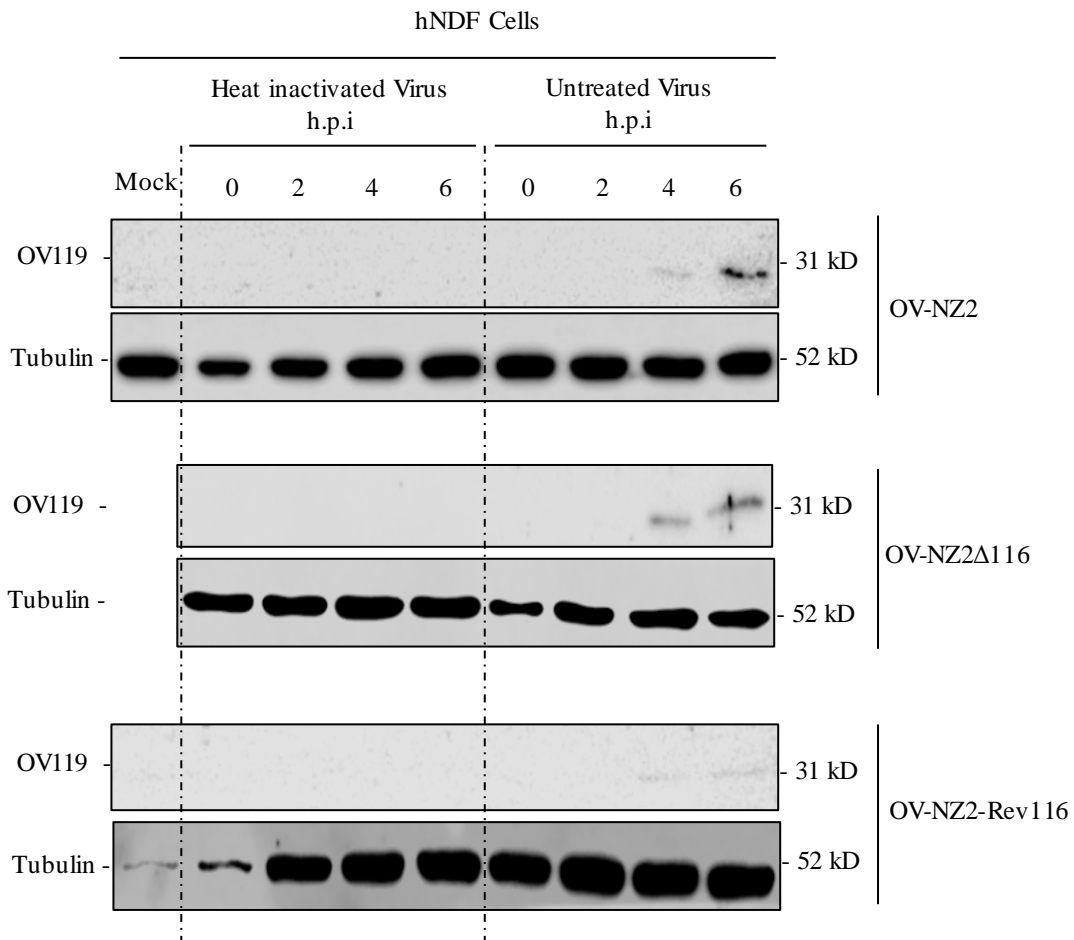 hNDF Cells
Heat inactivated Virus
h.p.i
Untreated Virus
h.p.i
Mock 0 2 4 6 0 2 4 6
OV119 - - 31 kD
OV-NZ2
Tubulin - - 52 kD
OV119 - - 31 kD
OV-NZ2Δ116
Tubulin - - 52 kD
OV119 - - 31 kD
OV-NZ2-Rev116
Tubulin - - 52 kD